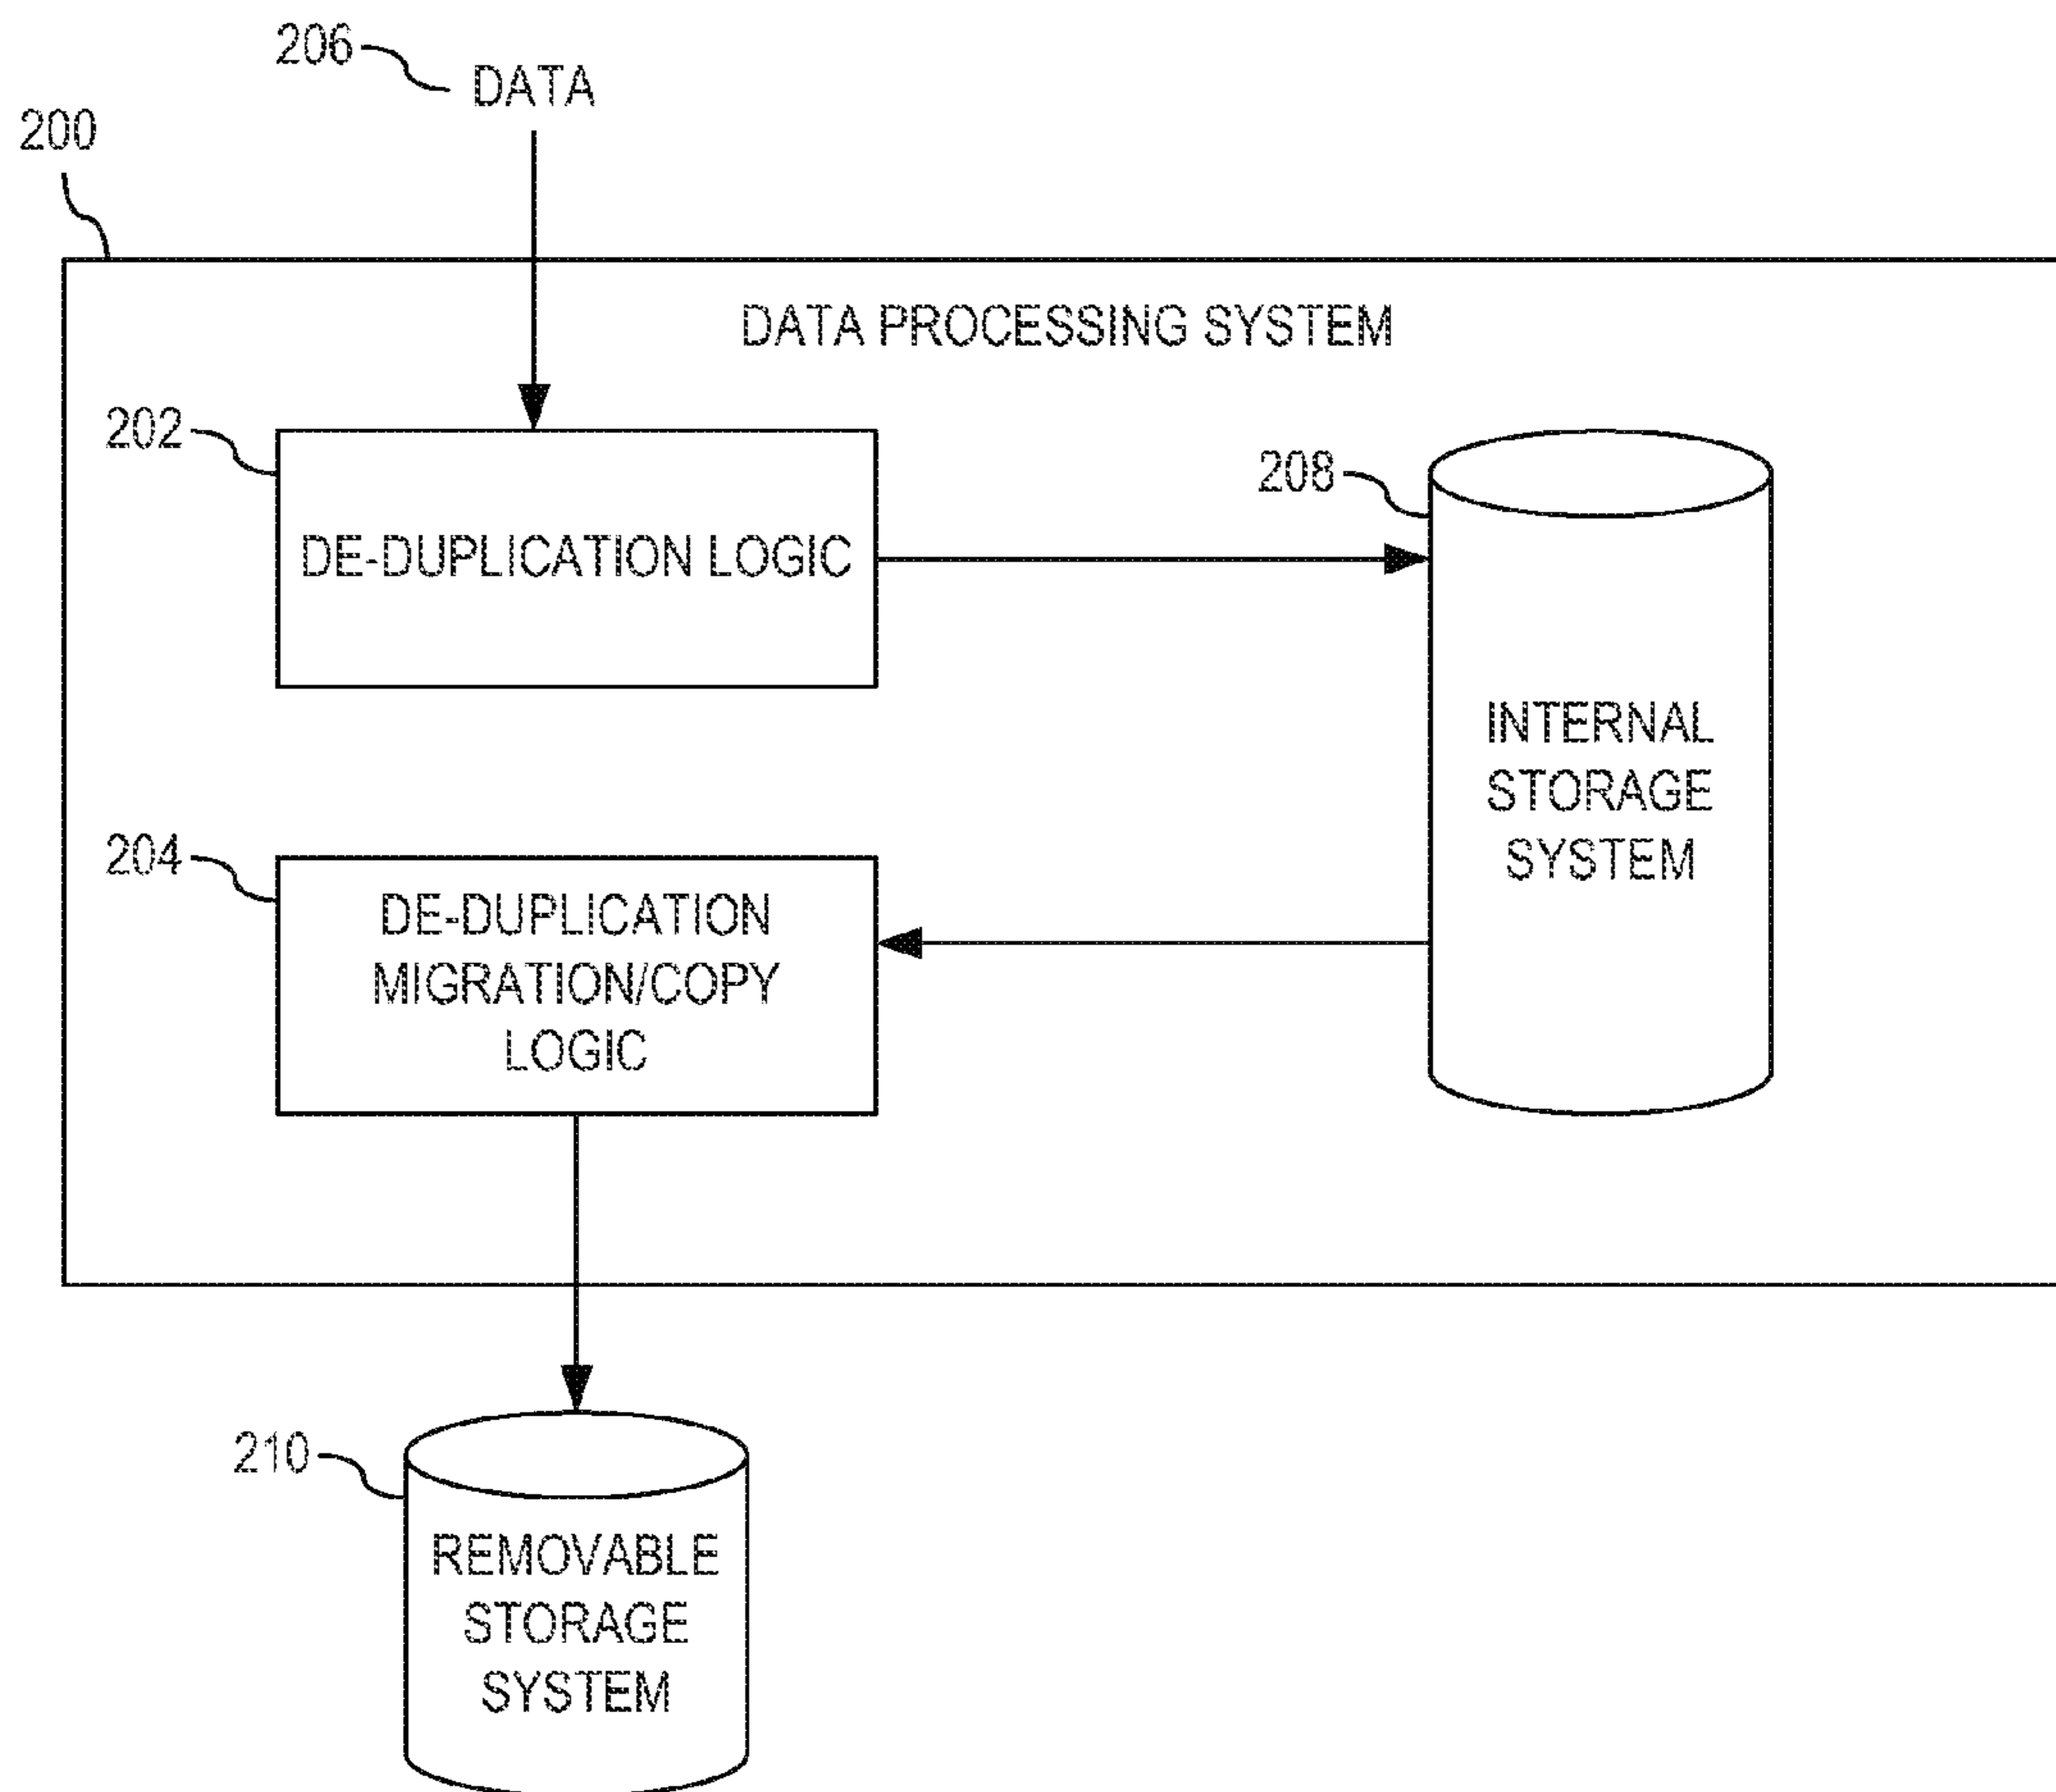 206
DATA
200
DATA PROCESSING SYSTEM
202
DE-DUPLICATION LOGIC
208
INTERNAL
STORAGE
SYSTEM
204
DE-DUPLICATION
MIGRATION/COPY
LOGIC
210
REMOVABLE
STORAGE
SYSTEM